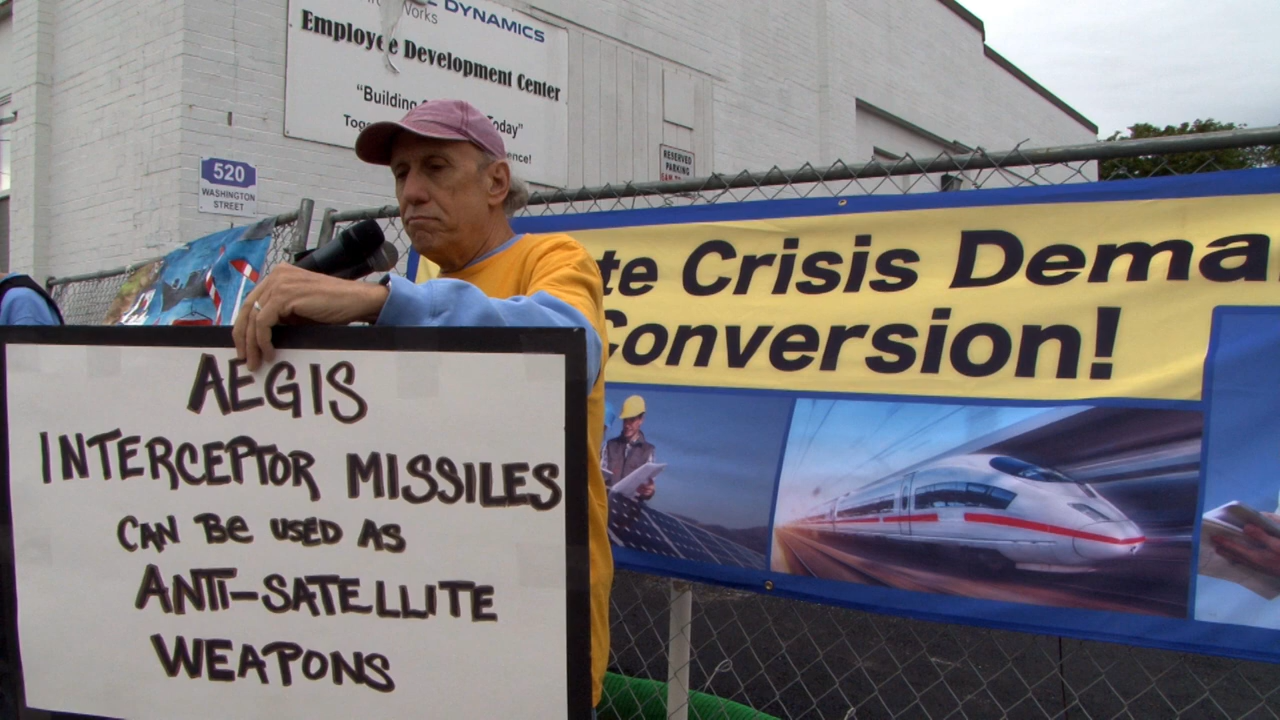 Works
DYNAMICS
Employee Development Center
"Building
Today"
520
WASHINGTON
STREET
RESERVED
PARKING
te Crisis Dema
Conversion!
AEGIS
INTERCEPTOR MISSILES
CAN BE USED AS
ANTI-SATELLITE
WEAPONS